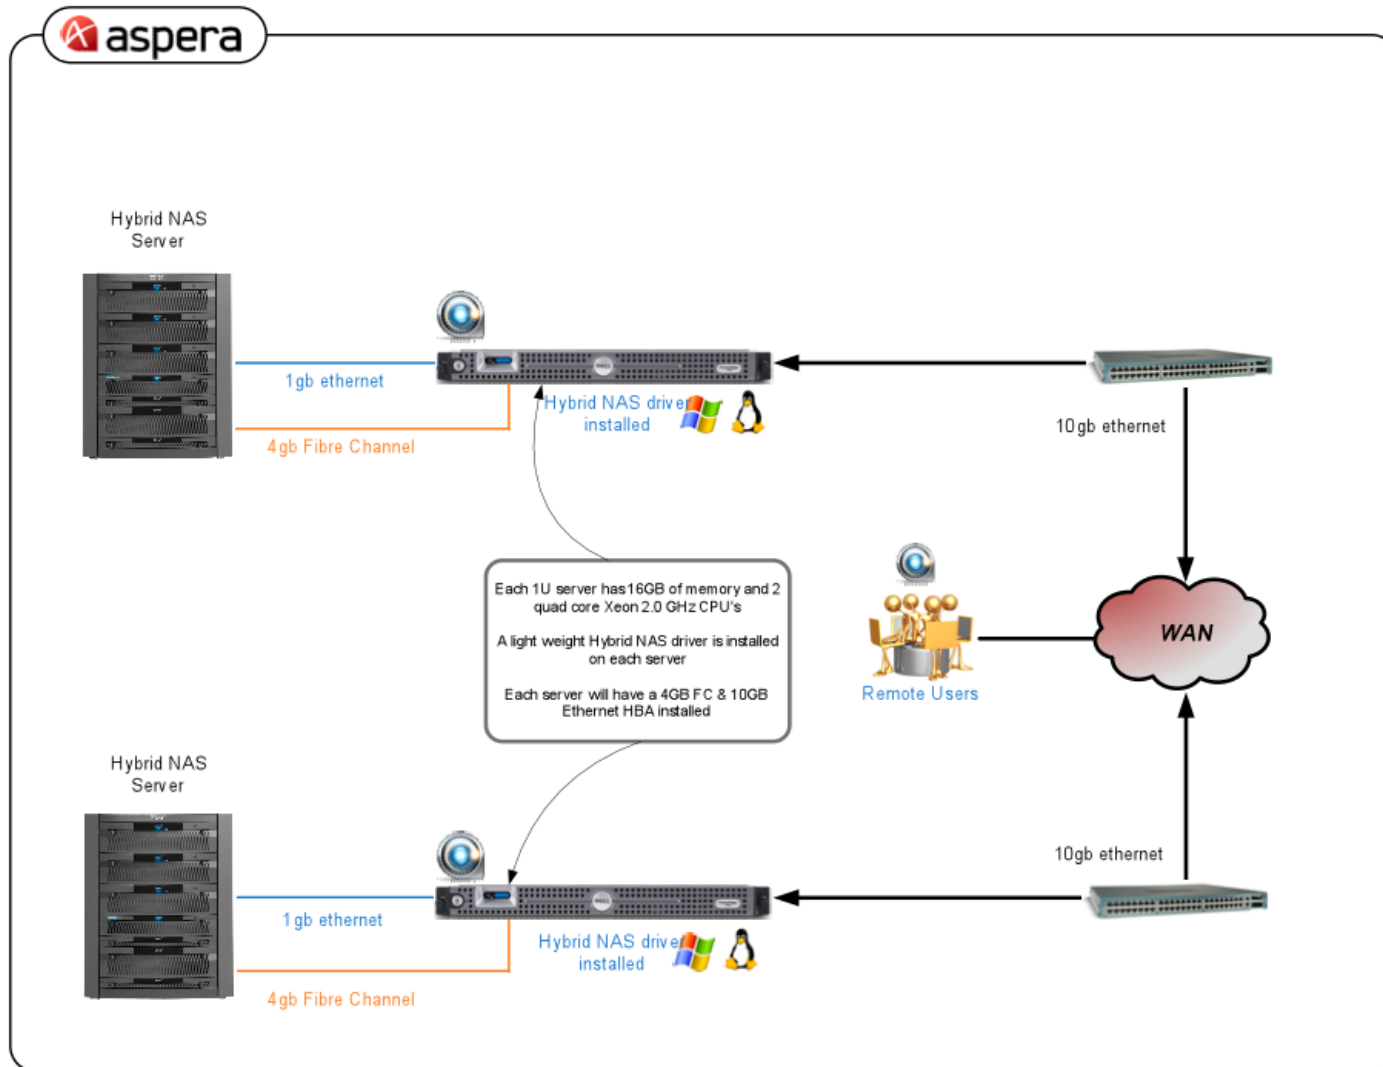 aspera
Hybrid NAS
Server
1gb ethernet
4gb Fibre Channel
Hybrid NAS driver
installed
10gb ethernet
Each 1U server has16GB of memory and 2
quad core Xeon 2.0 GHz CPU's
A light weight Hybrid NAS driver is installed
on each server
Each server will have a 4GB FC & 10GB
Ethernet HBA installed
WAN
Remote Users
Hybrid NAS
Server
1gb ethernet
4gb Fibre Channel
Hybrid NAS driver
installed
10gb ethernet